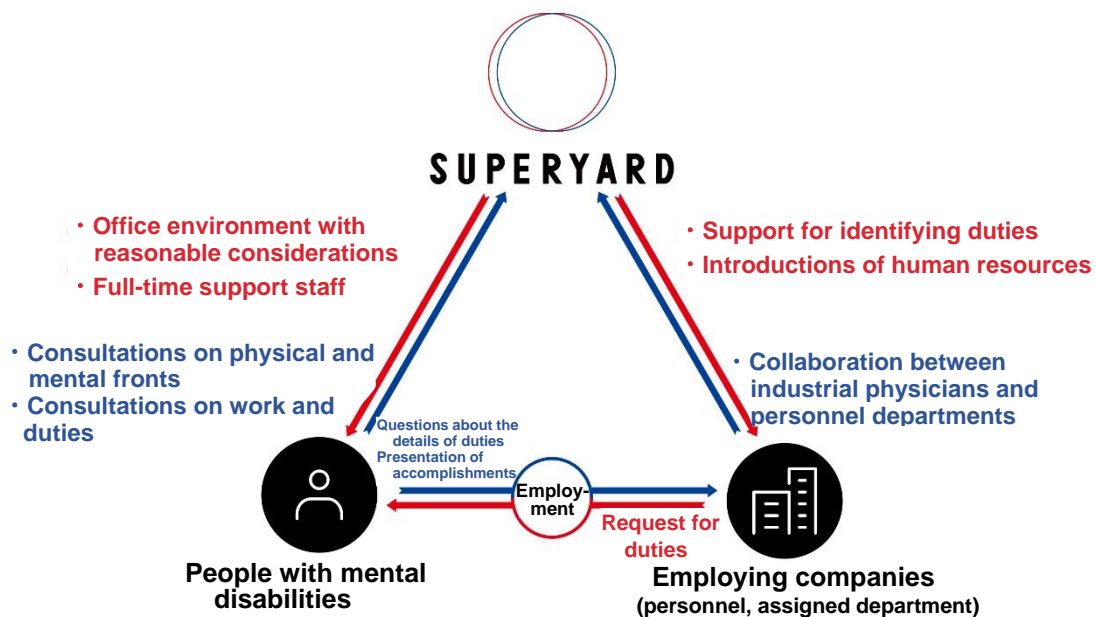 SUPERYARD
・Office environment with
reasonable considerations
・Full-time support staff
・Support for identifying duties
・Introductions of human resources
・Consultations on physical and
mental fronts
・Consultations on work and
duties
・Collaboration between
industrial physicians and
personnel departments
Questions about the
details of duties
Presentation of
accomplishments
Employ-
ment
Request for
duties
People with mental
disabilities
Employing companies
(personnel, assigned department)